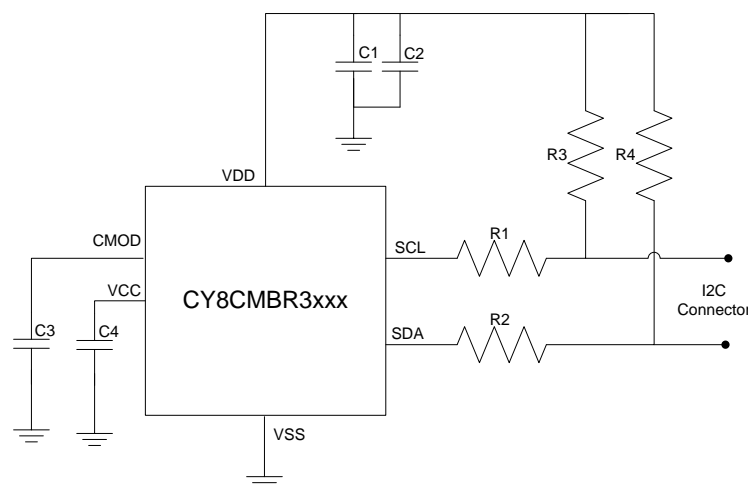 C1
C2
R3
R4
VDD
CMOD
SCL
R1
VCC
CY8CMBR3xxx
I2C
Connector
C3
C4
SDA
R2
VSS